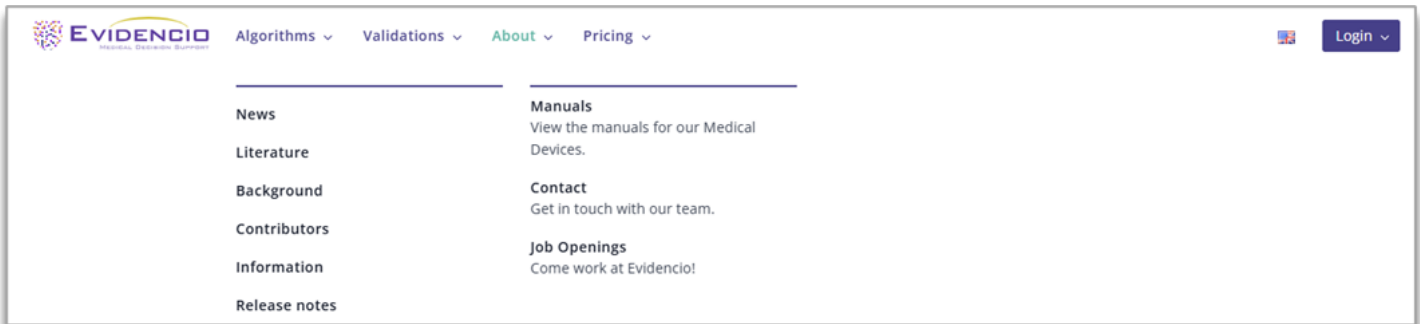 EVIDENCIO
MEDICAL DECISION SUPPORT
Algorithms
Validations
About
Pricing
Login
News
Literature
Background
Contributors
Information
Release notes
Manuals
View the manuals for our Medical
Devices.
Contact
Get in touch with our team.
Job Openings
Come work at Evidencio!